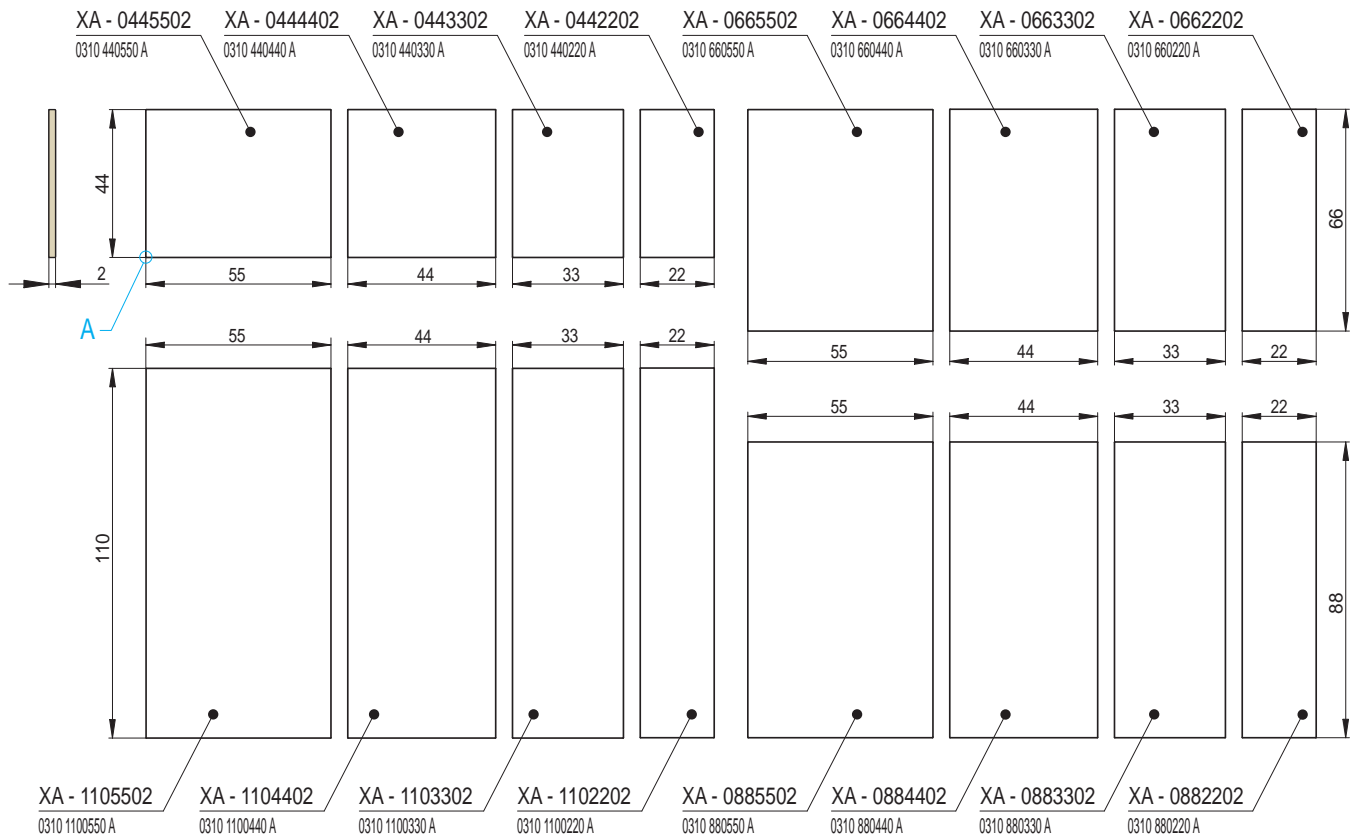 XA - 0445502
0310 440550 A
XA - 0444402
0310 440440 A
XA - 0443302
0310 440330 A
XA - 0442202
0310 440220 A
XA - 0665502
0310 660550 A
XA - 0664402
0310 660440 A
XA - 0663302
0310 660330 A
XA - 0662202
0310 660220 A
44
2
55
44
33
22
A
66
55
44
33
22
55
44
33
22
110
55
44
33
22
88
XA - 1105502
0310 1100550 A
XA - 1104402
0310 1100440 A
XA - 1103302
0310 1100330 A
XA - 1102202
0310 1100220 A
XA - 0885502
0310 880550 A
XA - 0884402
0310 880440 A
XA - 0883302
0310 880330 A
XA - 0882202
0310 880220 A